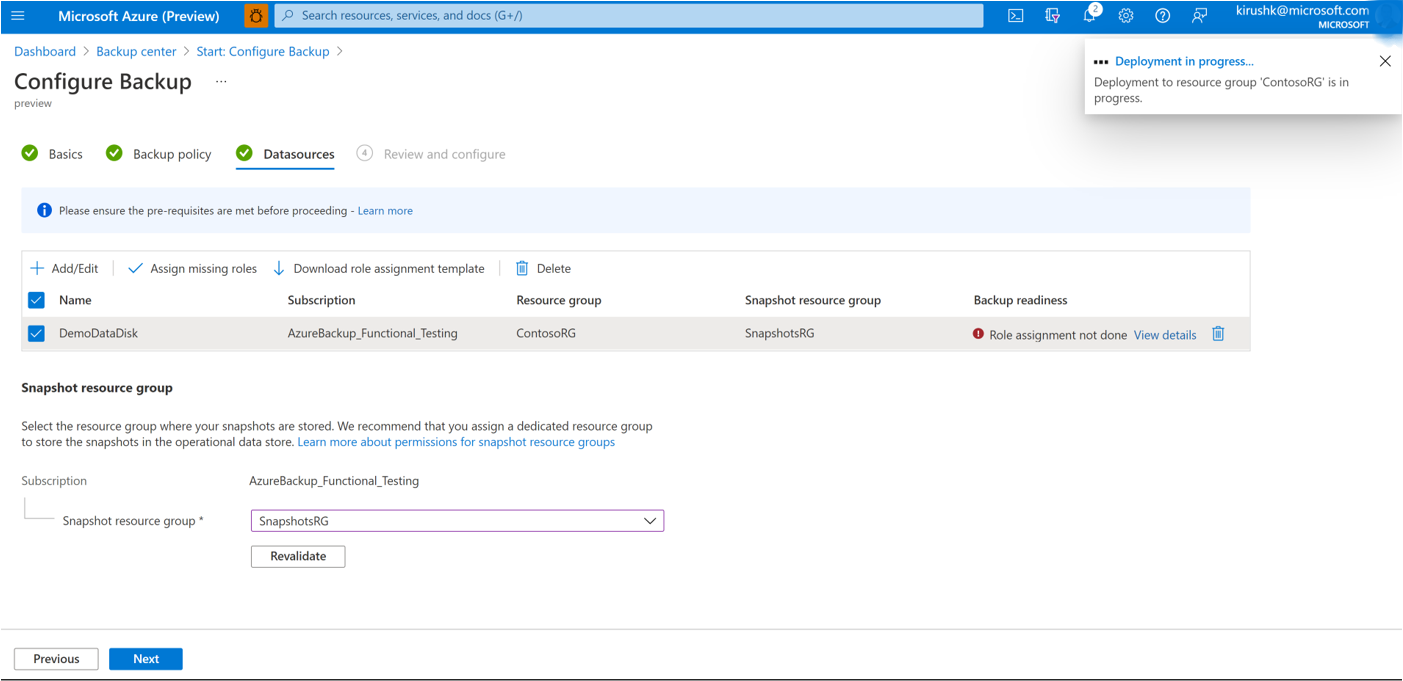 Microsoft Azure (Preview)
Search resources, services, and docs (G+/)
2
kirushk@microsoft.com
MICROSOFT
Dashboard > Backup center > Start: Configure Backup >
Deployment in progress...
Deployment to resource group 'ContosoRG' is in
progress.
Configure Backup ...
preview
Basics Backup policy Datasources 4 Review and configure
Please ensure the pre-requisites are met before proceeding - Learn more
Add/Edit Assign missing roles Download role assignment template Delete
Name Subscription Resource group Snapshot resource group Backup readiness
DemoDataDisk AzureBackup_Functional_Testing ContosoRG SnapshotsRG Role assignment not done View details
Snapshot resource group
Select the resource group where your snapshots are stored. We recommend that you assign a dedicated resource group
to store the snapshots in the operational data store. Learn more about permissions for snapshot resource groups
Subscription AzureBackup_Functional_Testing
Snapshot resource group * SnapshotsRG
Revalidate
Previous Next